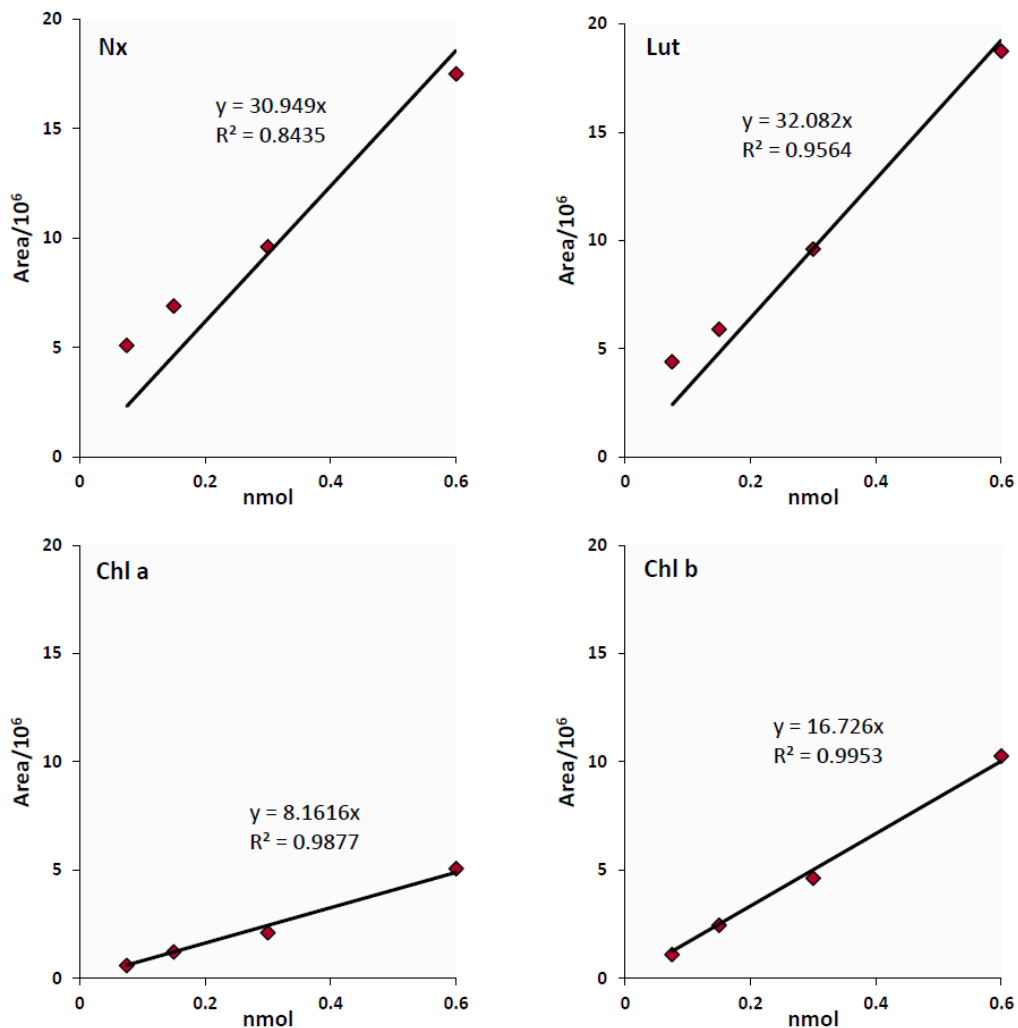 Nx
y = 30.949x
R² = 0.8435
Area/10⁶
20
15
10
5
0
0 0.2 0.4 0.6
nmol
Lut
y = 32.082x
R² = 0.9564
Area/10⁶
20
15
10
5
0
0 0.2 0.4 0.6
nmol
Chl a
y = 8.1616x
R² = 0.9877
Area/10⁶
20
15
10
5
0
0 0.2 0.4 0.6
nmol
Chl b
y = 16.726x
R² = 0.9953
Area/10⁶
20
15
10
5
0
0 0.2 0.4 0.6
nmol